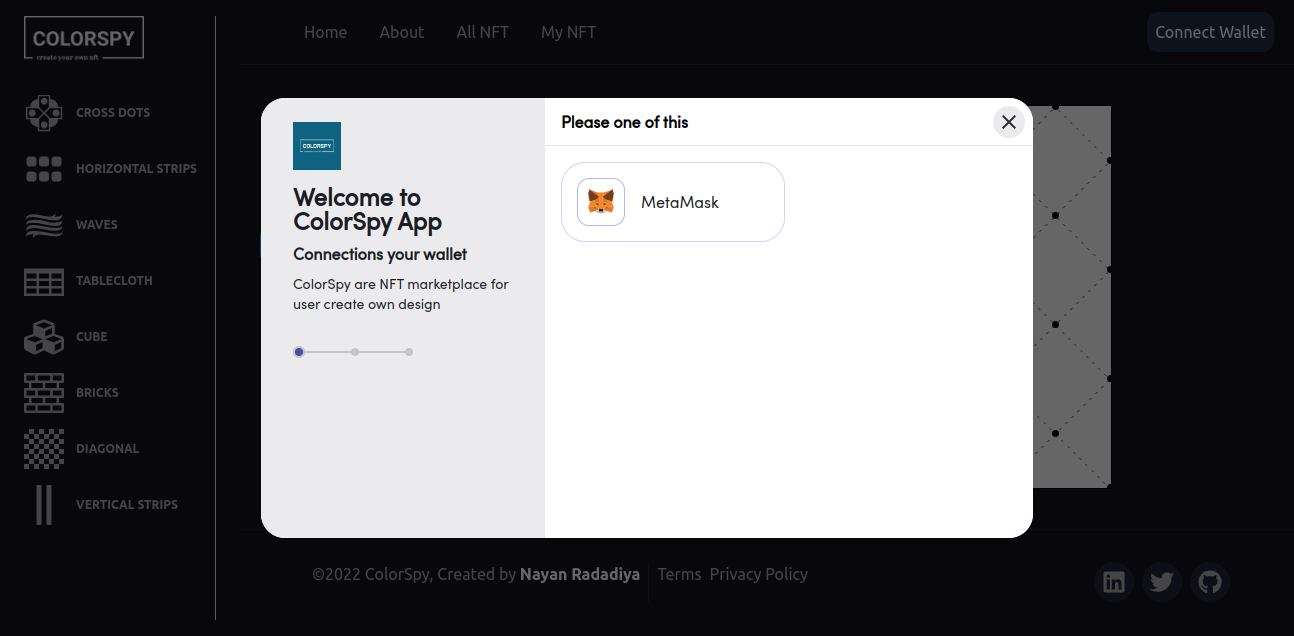 COLORSPY
create your own nft
Home About All NFT My NFT
Connect Wallet
CROSS DOTS
HORIZONTAL STRIPS
WAVES
TABLECLOTH
CUBE
BRICKS
DIAGONAL
VERTICAL STRIPS
COLORSPY
Welcome to
ColorSpy App
Connections your wallet
ColorSpy are NFT marketplace for
user create own design
Please one of this
MetaMask
©2022 ColorSpy, Created by Nayan Radadiya
Terms Privacy Policy